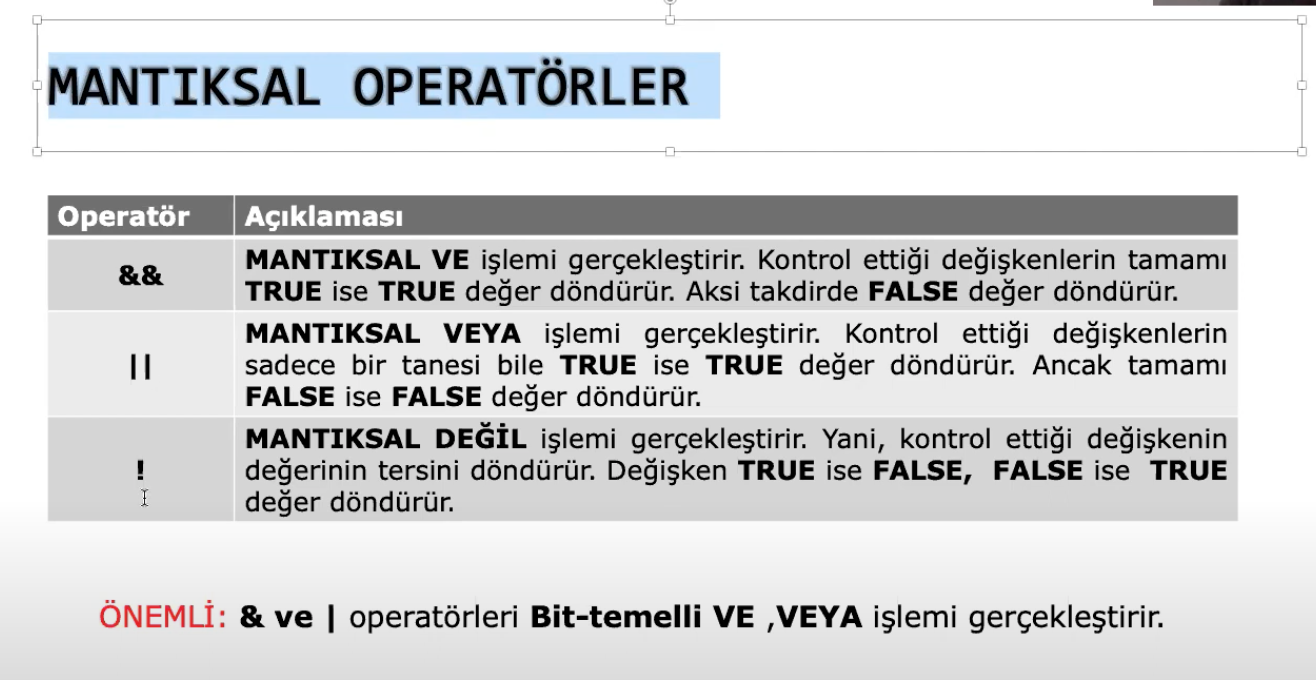 MANTIKSAL OPERATÖRLER
Operatör Açıklaması
&& MANTIKSAL VE işlemi gerçekleştirir. Kontrol ettiği değişkenlerin tamamı
TRUE ise TRUE değer döndürür. Aksi takdirde FALSE değer döndürür.
|| MANTIKSAL VEYA işlemi gerçekleştirir. Kontrol ettiği değişkenlerin
sadece bir tanesi bile TRUE ise TRUE değer döndürür. Ancak tamamı
FALSE ise FALSE değer döndürür.
! MANTIKSAL DEĞİL işlemi gerçekleştirir. Yani, kontrol ettiği değişkenin
değerinin tersini döndürür. Değişken TRUE ise FALSE, FALSE ise TRUE
değer döndürür.
ÖNEMLİ: & ve | operatörleri Bit-temelli VE ,VEYA işlemi gerçekleştirir.